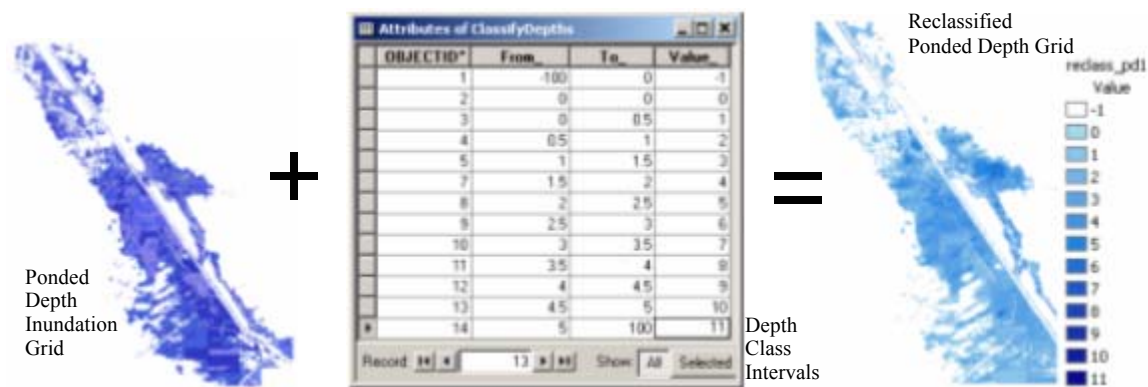 Ponded
Depth
Inundation
Grid
+
Attributes of ClassifyDepths
OBJECTID* From_ To_ Value_
1 -100 0 -1
2 0 0 0
3 0 0.5 1
4 0.5 1 2
5 1 1.5 3
7 1.5 2 4
8 2 2.5 5
9 2.5 3 6
10 3 3.5 7
11 3.5 4 8
12 4 4.5 9
13 4.5 5 10
14 5 100 11
Record: 13 Show: All Selected
Depth
Class
Intervals
=
Reclassified
Ponded Depth Grid
reclass_pd1
Value
-1
0
1
2
3
4
5
6
7
8
9
10
11